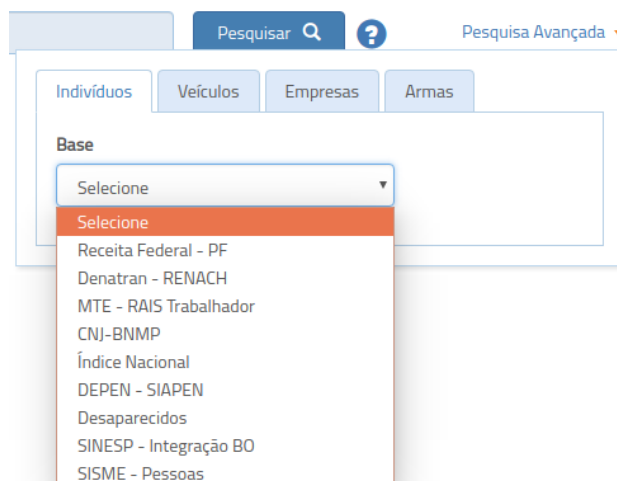 Pesquisar ? Pesquisa Avançada
Indivíduos Veículos Empresas Armas
Base
Selecione
Selecione
Receita Federal - PF
Denatran - RENACH
MTE - RAIS Trabalhador
CNJ-BNMP
Índice Nacional
DEPEN - SIAPEN
Desaparecidos
SINESP - Integração BO
SISME - Pessoas